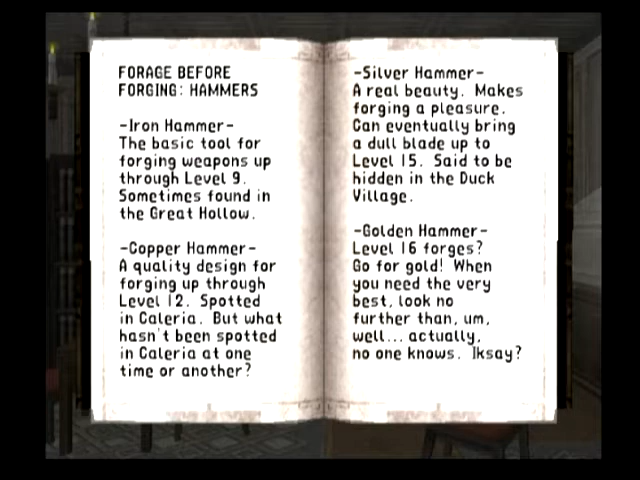 FORAGE BEFORE
FORGING: HAMMERS
-Iron Hammer-
The basic tool for
forging weapons up
through Level 9.
Sometimes found in
the Great Hollow.
-Copper Hammer-
A quality design for
forging up through
Level 12. Spotted
in Caleria. But what
hasn't been spotted
in Caleria at one
time or another?
-Silver Hammer-
A real beauty. Makes
forging a pleasure.
Can eventually bring
a dull blade up to
Level 15. Said to be
hidden in the Duck
Village.
-Golden Hammer-
Level 16 forges?
Go for gold! When
you need the very
best, look no
further than, um,
well... actually,
no one knows. Iksay?